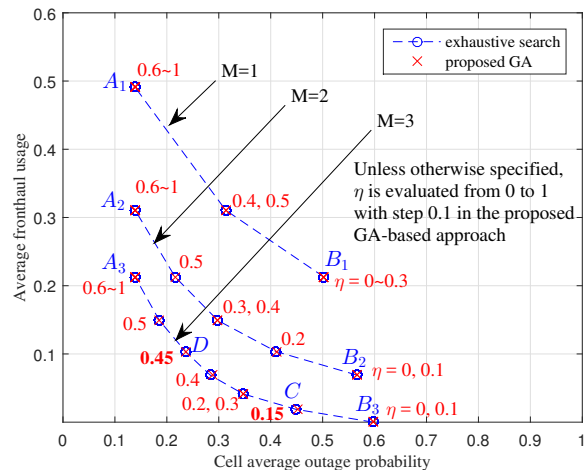 0.6
0.5
0.4
0.3
0.2
0.1
0
0.1
0.2
0.3
0.4
0.5
0.6
0.7
0.8
0.9
1
Average fronthaul usage
Cell average outage probability
exhaustive search
proposed GA
M=1
M=2
M=3
Unless otherwise specified,
η is evaluated from 0 to 1
with step 0.1 in the proposed
GA-based approach
A1
0.6~1
0.4, 0.5
B1
η = 0~0.3
A2
0.6~1
0.5
0.3, 0.4
0.2
B2
η = 0, 0.1
A3
0.6~1
0.5
D
0.45
0.4
0.2, 0.3
C
0.15
B3
η = 0, 0.1